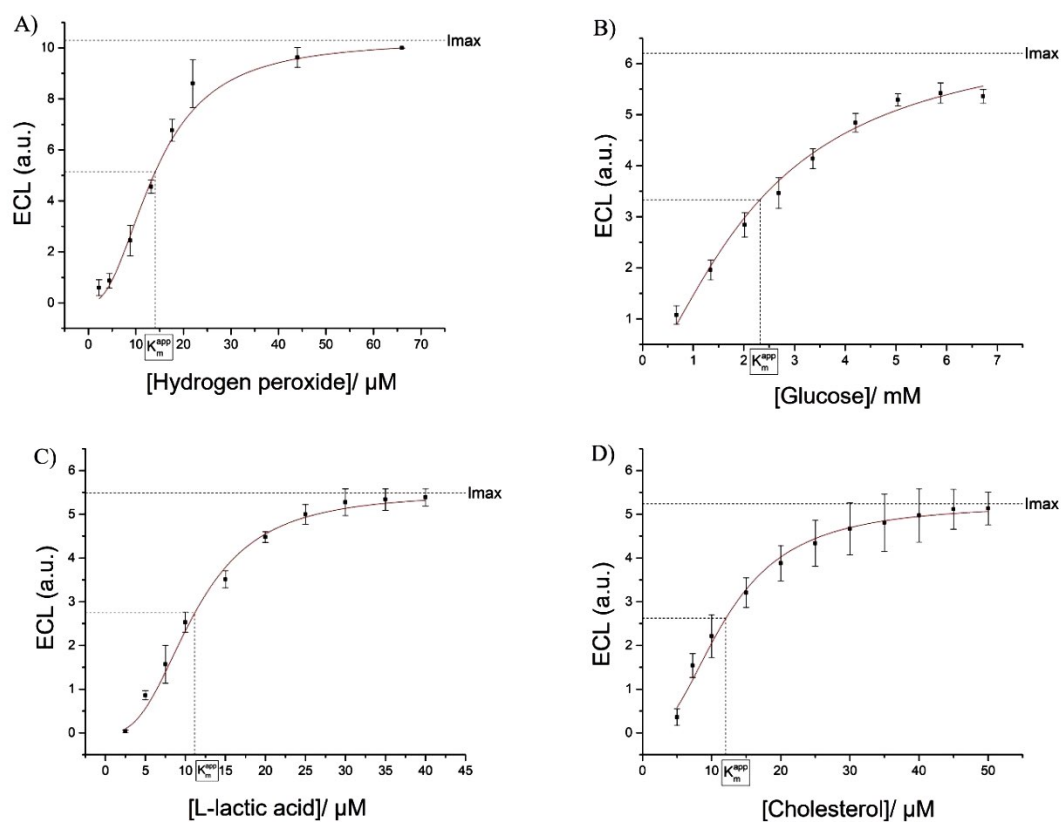 A)
Imax
10
8
6
4
2
0
ECL (a.u.)
0 10 20 30 40 50 60 70
K_m^app
[Hydrogen peroxide]/ µM
B)
Imax
6
5
4
3
2
1
ECL (a.u.)
0 1 2 3 4 5 6 7
K_m^app
[Glucose]/ mM
C)
Imax
6
5
4
3
2
1
0
ECL (a.u.)
0 5 10 15 20 25 30 35 40 45
K_m^app
[L-lactic acid]/ µM
D)
Imax
6
5
4
3
2
1
0
ECL (a.u.)
0 10 20 30 40 50
K_m^app
[Cholesterol]/ µM